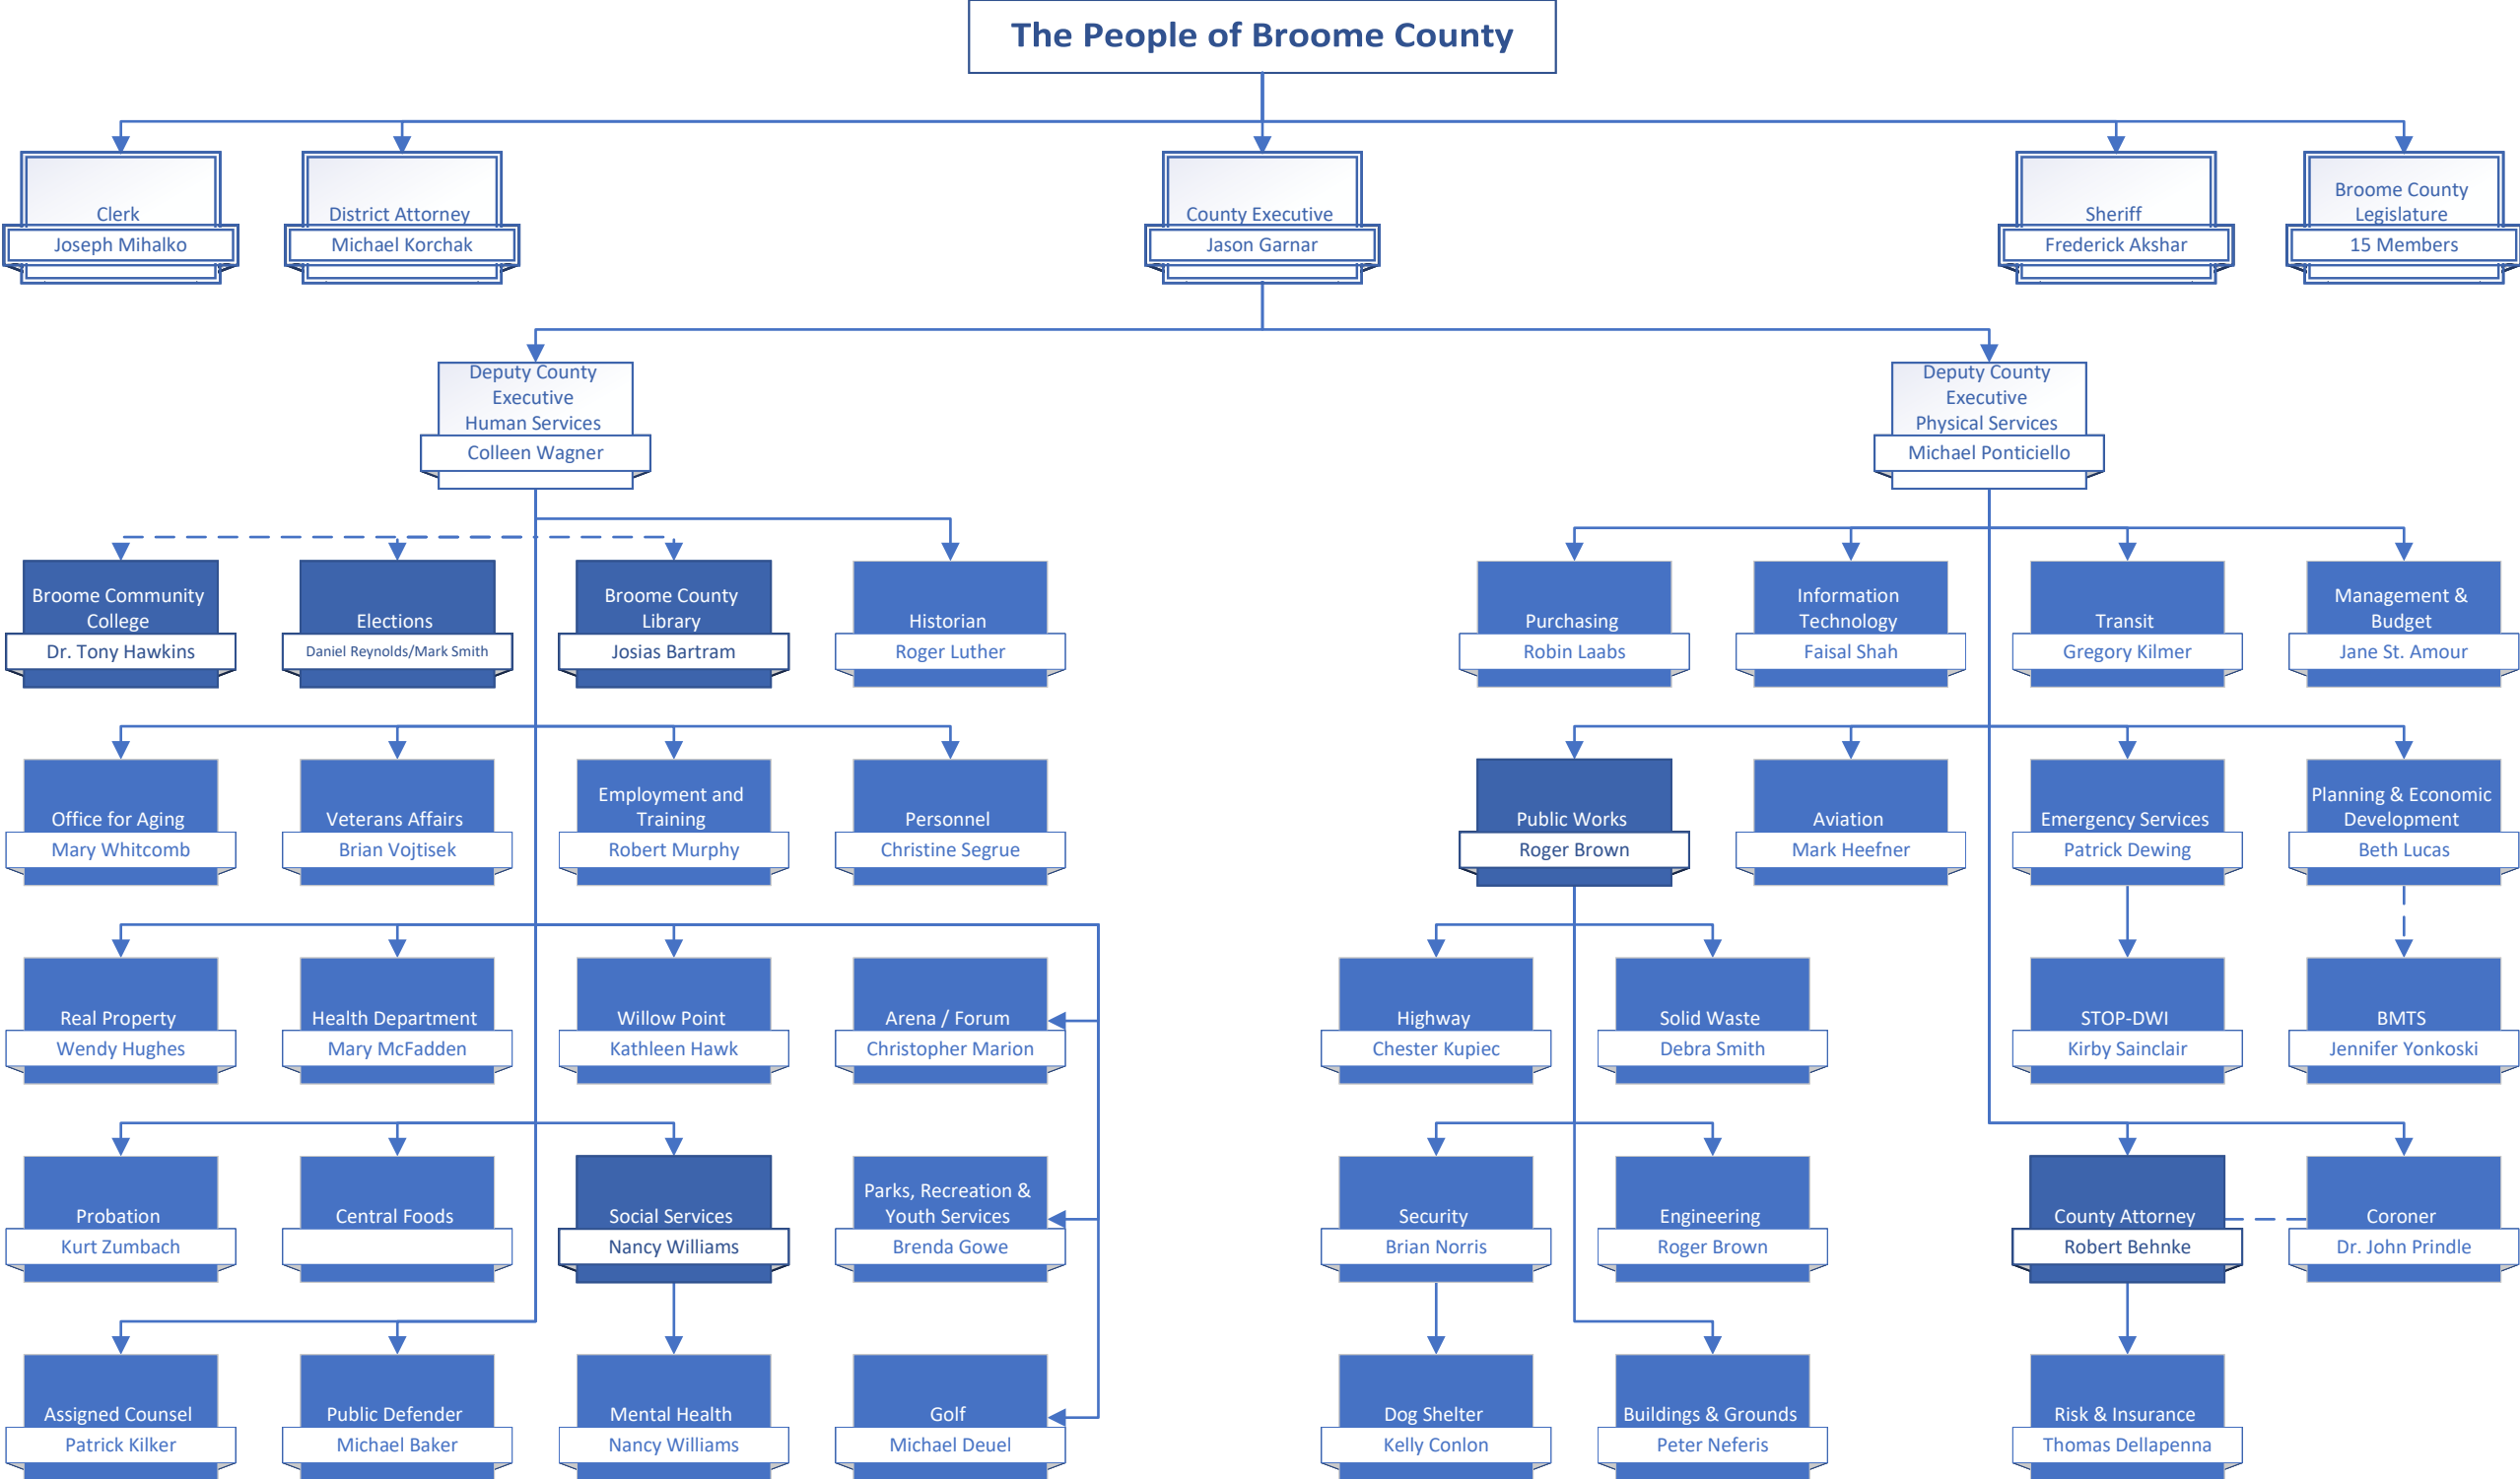 The People of Broome County
Clerk
Joseph Mihalko
District Attorney
Michael Korchak
County Executive
Jason Garnar
Sheriff
Frederick Akshar
Broome County
Legislature
15 Members
Deputy County
Executive
Human Services
Colleen Wagner
Deputy County
Executive
Physical Services
Michael Ponticiello
Broome Community
College
Dr. Tony Hawkins
Elections
Daniel Reynolds/Mark Smith
Broome County
Library
Josias Bartram
Historian
Roger Luther
Purchasing
Robin Laabs
Information
Technology
Faisal Shah
Transit
Gregory Kilmer
Management &
Budget
Jane St. Amour
Office for Aging
Mary Whitcomb
Veterans Affairs
Brian Vojtisek
Employment and
Training
Robert Murphy
Personnel
Christine Segrue
Public Works
Roger Brown
Aviation
Mark Heefner
Emergency Services
Patrick Dewing
Planning & Economic
Development
Beth Lucas
Real Property
Wendy Hughes
Health Department
Mary McFadden
Willow Point
Kathleen Hawk
Arena / Forum
Christopher Marion
Highway
Chester Kupiec
Solid Waste
Debra Smith
STOP-DWI
Kirby Sainclair
BMTS
Jennifer Yonkoski
Probation
Kurt Zumbach
Central Foods
Social Services
Nancy Williams
Parks, Recreation &
Youth Services
Brenda Gowe
Security
Brian Norris
Engineering
Roger Brown
County Attorney
Robert Behnke
Coroner
Dr. John Prindle
Assigned Counsel
Patrick Kilker
Public Defender
Michael Baker
Mental Health
Nancy Williams
Golf
Michael Deuel
Dog Shelter
Kelly Conlon
Buildings & Grounds
Peter Neferis
Risk & Insurance
Thomas Dellapenna